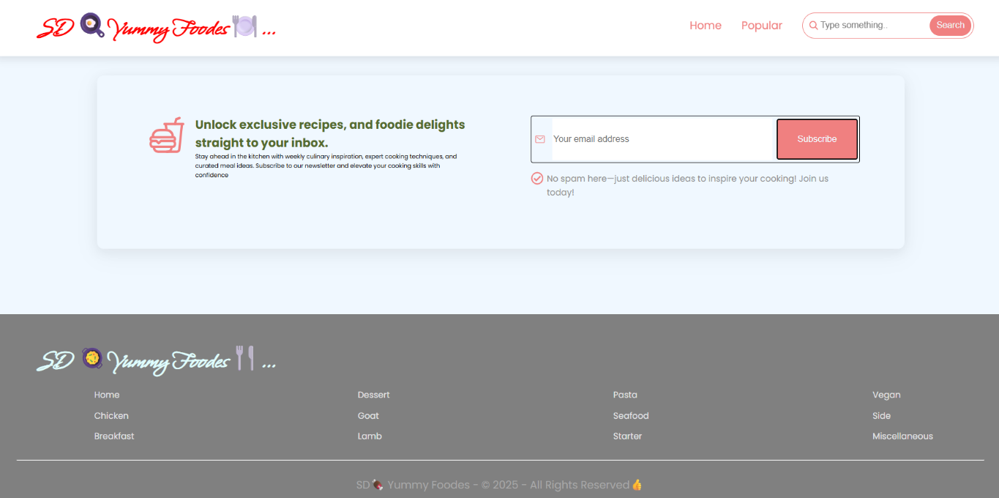 SD 🍳 Yummy Foodes 🍽️ ...
Home Popular Type something.. Search
Unlock exclusive recipes, and foodie delights
straight to your inbox.
Stay ahead in the kitchen with weekly culinary inspiration, expert cooking techniques, and
curated meal ideas. Subscribe to our newsletter and elevate your cooking skills with
confidence
Your email address Subscribe
No spam here—just delicious ideas to inspire your cooking! Join us
today!
SD 🥘 Yummy Foodes 🍴 ...
Home Dessert Pasta Vegan
Chicken Goat Seafood Side
Breakfast Lamb Starter Miscellaneous
SD🍖 Yummy Foodes - © 2025 - All Rights Reserved👍